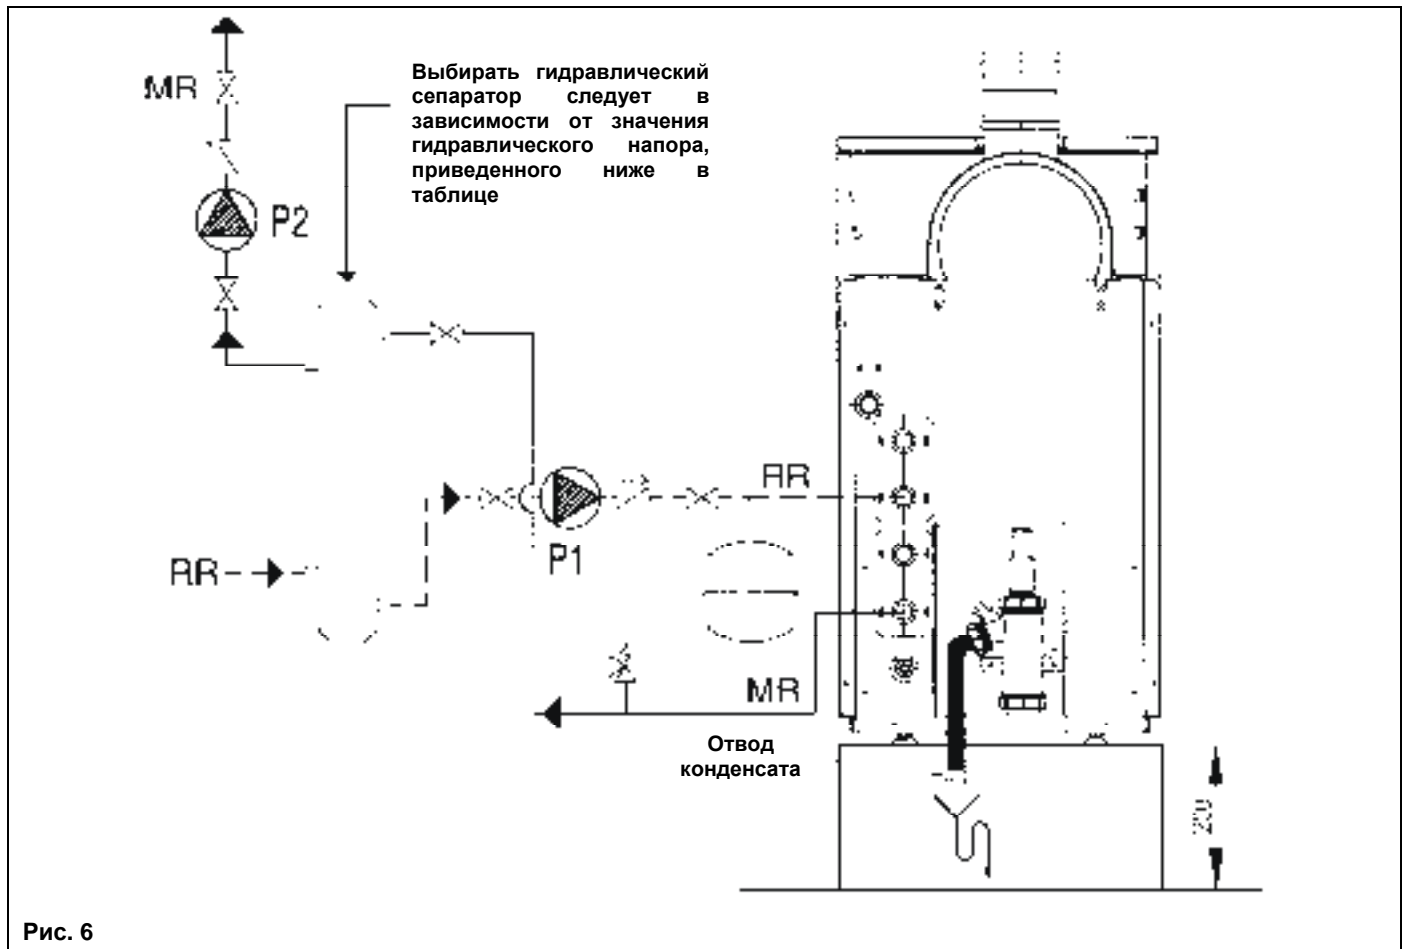 MR
Выбирать гидравлический
сепаратор следует в
зависимости от значения
гидравлического напора,
приведенного ниже в
таблице
P2
RR
P1
RR
MR
Отвод
конденсата
Рис. 6